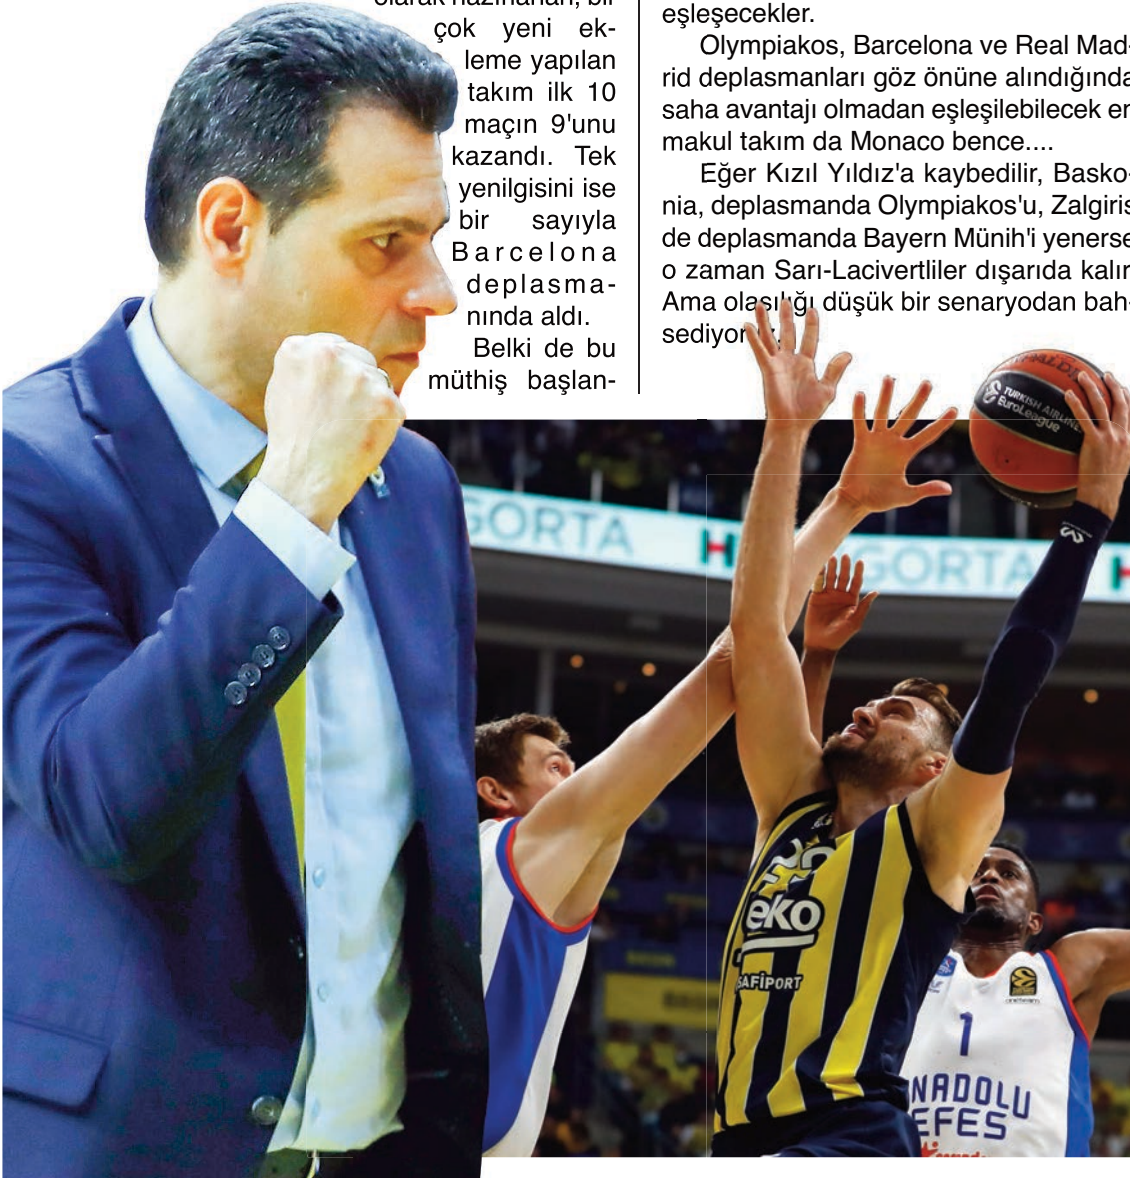 çok yeni ek-
leme yapılan
takım ilk 10
maçın 9'unu
kazandı. Tek
yenilgisini ise
bir sayıyla
Barcelona
deplasma-
nında aldı.
Belki de bu
müthiş başlan-
eşleşecekler.
Olympiakos, Barcelona ve Real Mad-
rid deplasmanları göz önüne alındığında
saha avantajı olmadan eşleşilebilecek en
makul takım da Monaco bence....
Eğer Kızıl Yıldız'a kaybedilir, Basko-
nia, deplasmanda Olympiakos'u, Zalgiris
de deplasmanda Bayern Münih'i yenerse
o zaman Sarı-Lacivertliler dışarıda kalır
Ama olasılığı düşük bir senaryodan bah-
TURKISH AIRLINES
EuroLeague
GORTA
H
GORTA
beko
SAFİPORT
1
ANADOLU
EFES